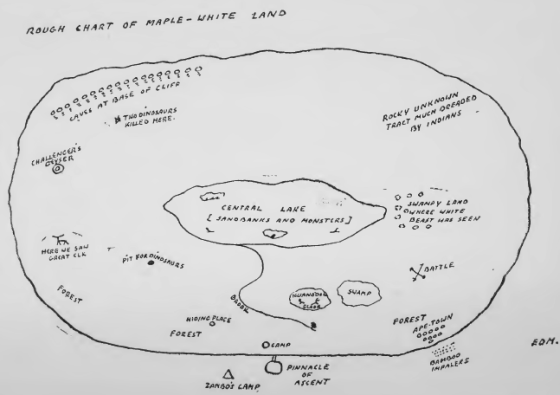 ROUGH CHART OF MAPLE-WHITE LAND
CAVES AT BASE OF CLIFF
TWO DINOSAURS
KILLED HERE.
ROCKY UNKNOWN
TRACT MUCH DREADED
BY INDIANS
CHALLENGER'S
GEYSER
CENTRAL LAKE
[SANDBANKS AND MONSTERS]
SWAMPY LAND
WHERE WHITE
BEAST WAS SEEN
HERE WE SAW
GREAT ELK
PIT FOR DINOSAURS
BATTLE
FOREST
BROOK
SWAMP
HIDING PLACE
FOREST
CAMP
FOREST
APE-TOWN
BAMBOO
IMPALERS
EDM.
PINNACLE
OF
ASCENT
ZAMBO'S CAMP